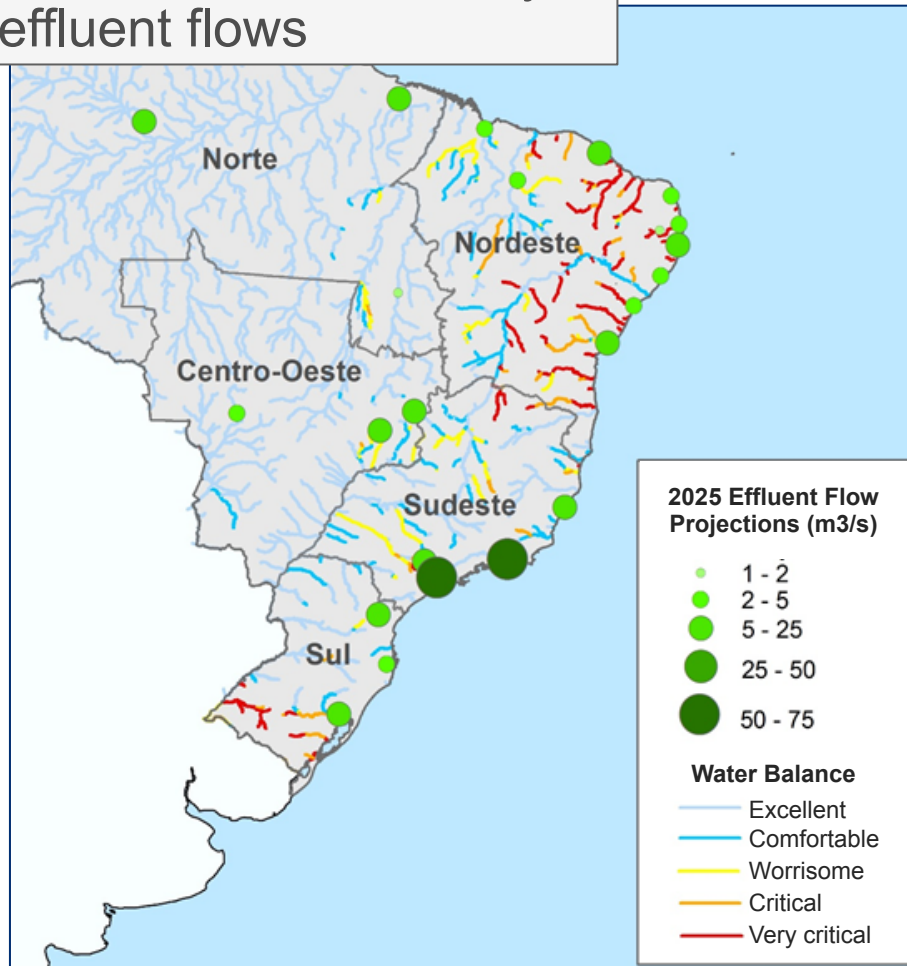 effluent flows
Norte
Nordeste
Centro-Oeste
Sudeste
Sul
2025 Effluent Flow
Projections (m3/s)
1 - 2
2 - 5
5 - 25
25 - 50
50 - 75
Water Balance
Excellent
Comfortable
Worrisome
Critical
Very critical